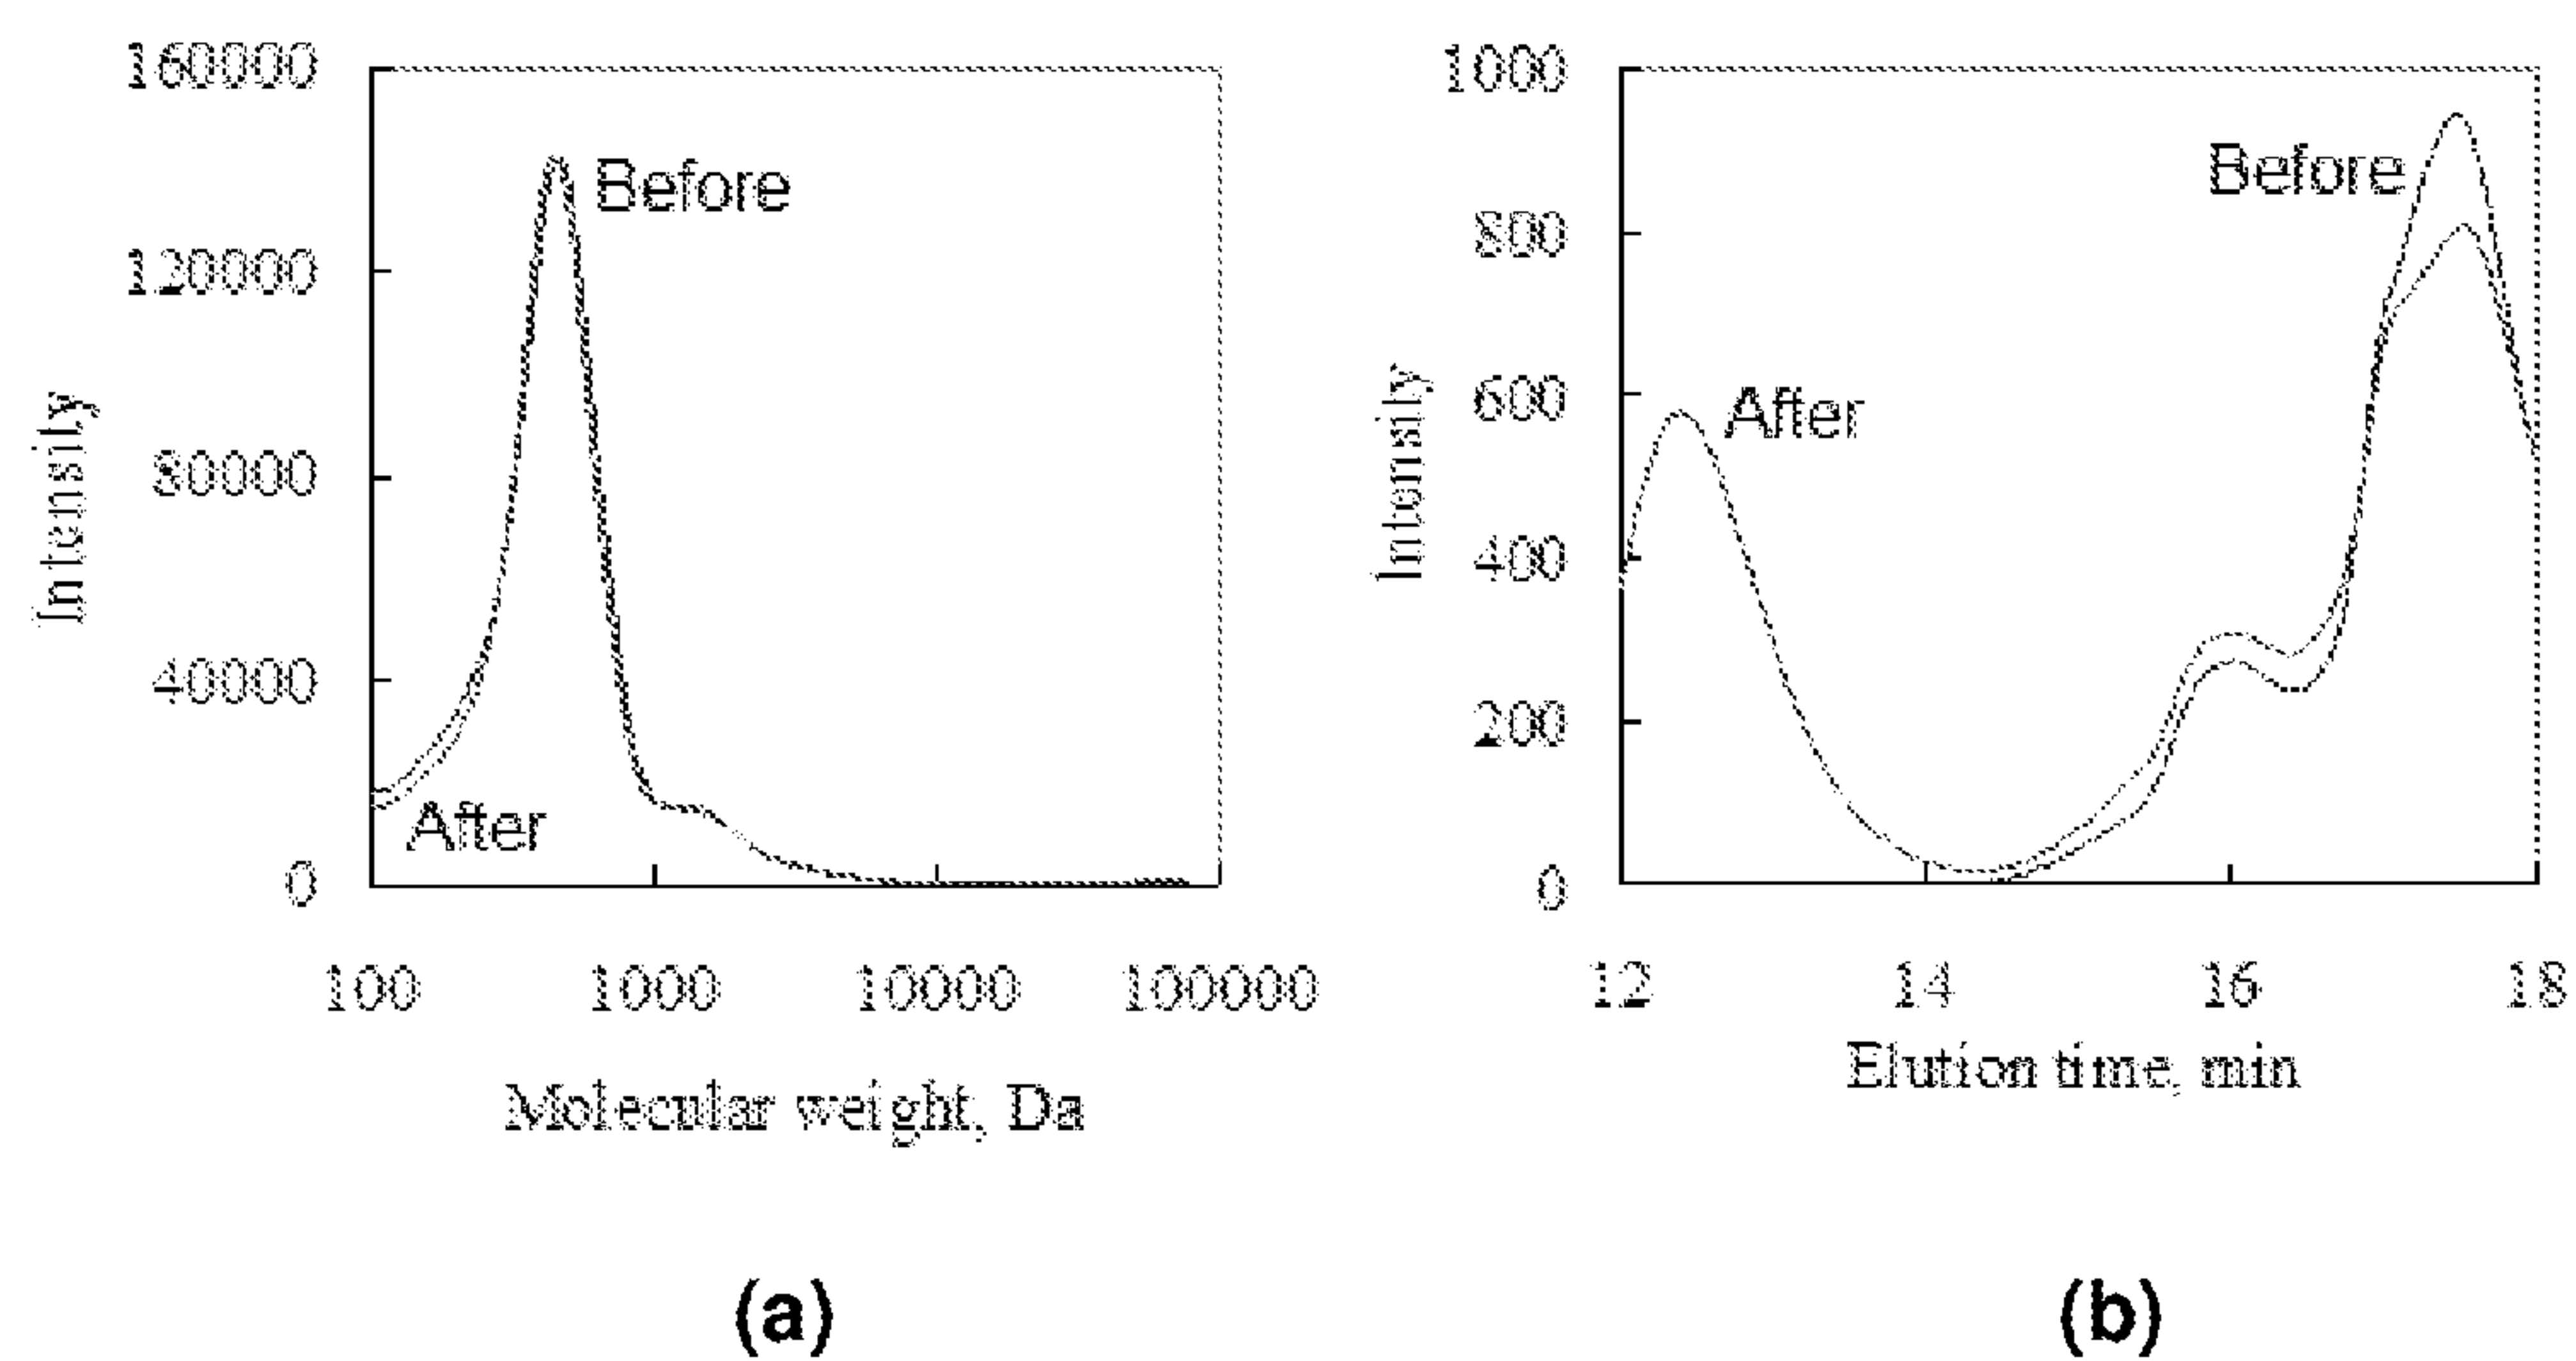 160000
120000
80000
40000
0
Intensity
Before
After
100 1000 10000 100000
Molecular weight, Da
(a)
1000
800
600
400
200
0
Intensity
Before
After
12 14 16 18
Elution time, min
(b)